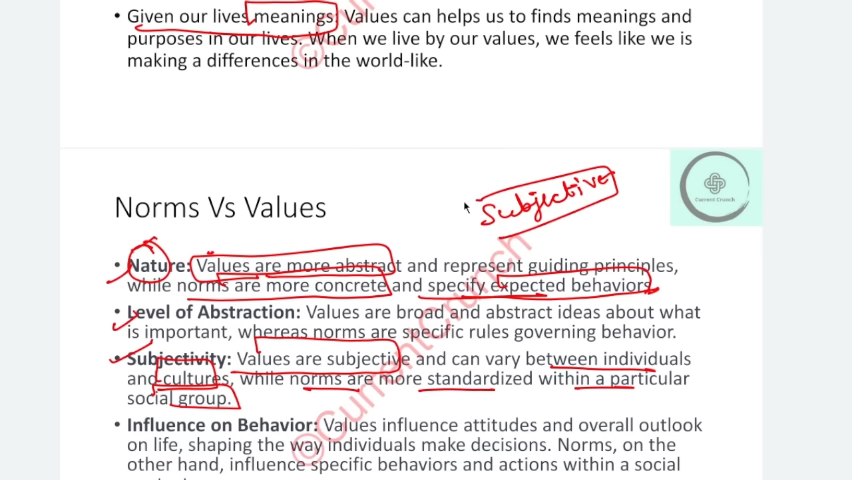 • Given our lives meanings: Values can helps us to finds meanings and
purposes in our lives. When we live by our values, we feels like we is
making a differences in the world-like.
Subjective
Current Crunch
Norms Vs Values
• Nature: Values are more abstract and represent guiding principles,
while norms are more concrete and specify expected behaviors.
• Level of Abstraction: Values are broad and abstract ideas about what
is important, whereas norms are specific rules governing behavior.
• Subjectivity: Values are subjective and can vary between individuals
and cultures, while norms are more standardized within a particular
social group.
• Influence on Behavior: Values influence attitudes and overall outlook
on life, shaping the way individuals make decisions. Norms, on the
other hand, influence specific behaviors and actions within a social
©CurrentCrunch